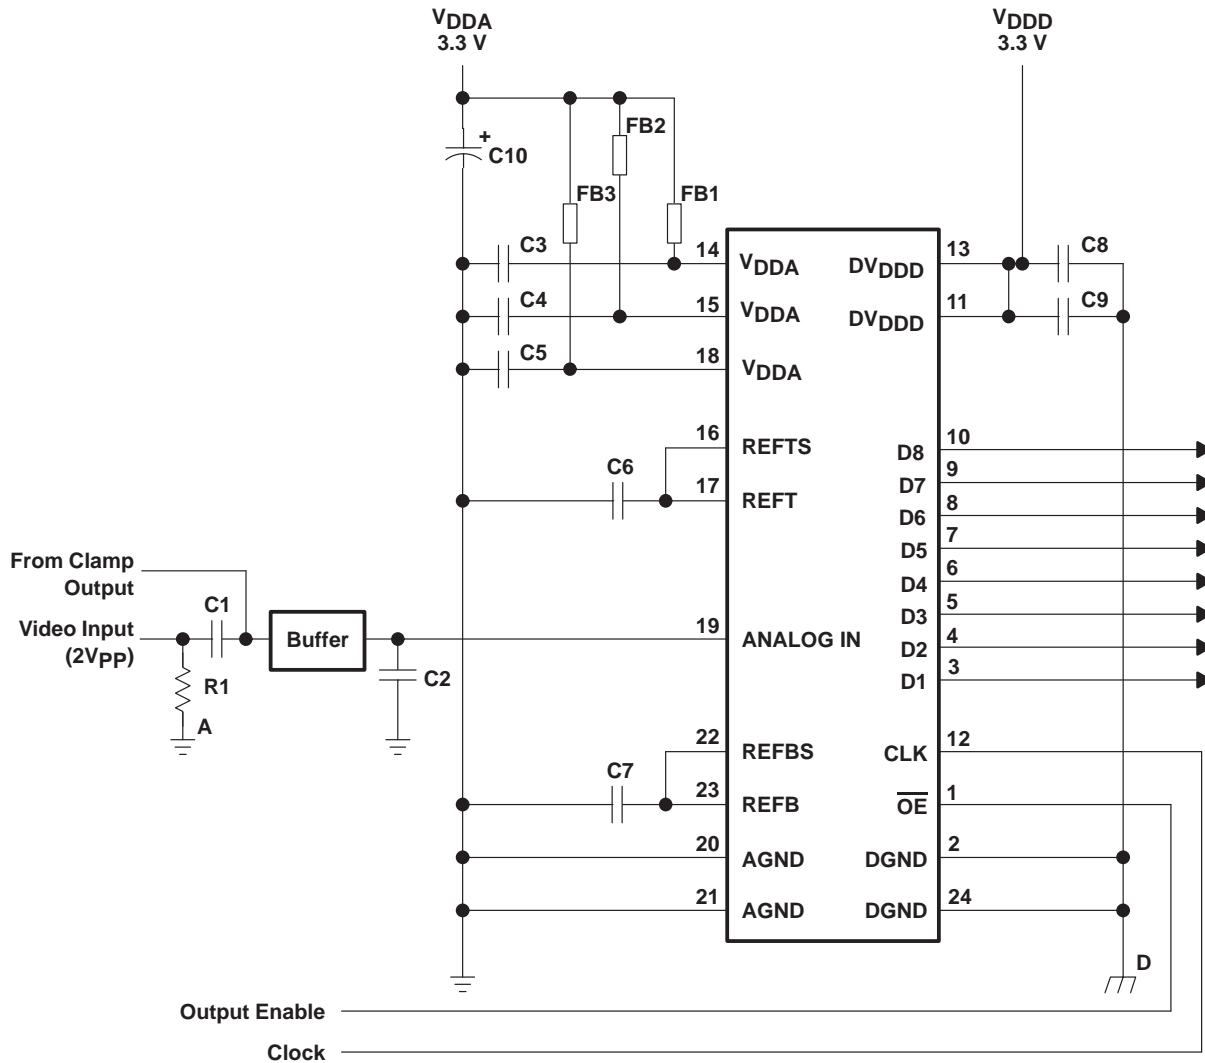 VDDA
3.3 V
VDDD
3.3 V
+
C10
FB2
FB3
FB1
C3
14
VDDA
DVDDD
13
C8
C4
15
VDDA
DVDDD
11
C9
C5
18
VDDA
16
REFTS
D8
10
C6
17
REFT
D7
9
D6
8
D5
7
D4
6
D3
5
D2
4
D1
3
From Clamp
Output
Video Input
(2VPP)
C1
Buffer
19
ANALOG IN
R1
A
C2
22
REFBS
CLK
12
C7
23
REFB
OE
1
20
AGND
DGND
2
21
AGND
DGND
24
D
Output Enable
Clock